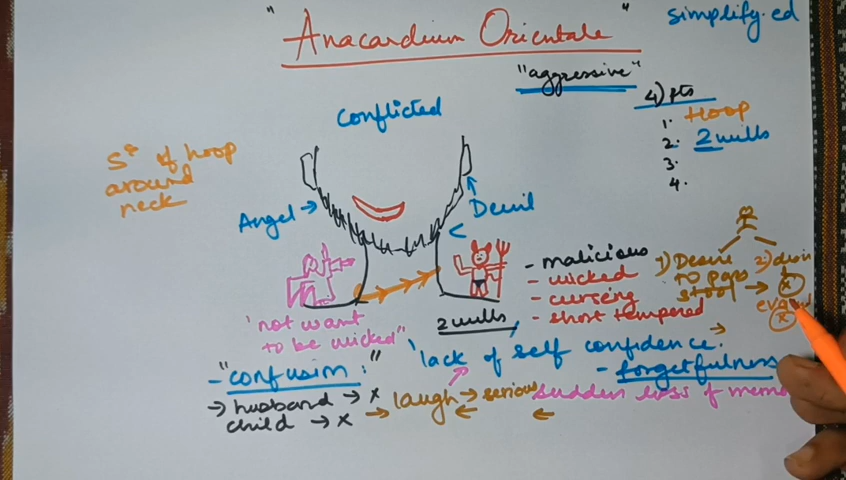 " Anacardium Orientale "
simplify.ed
"aggressive"
4) pts
1. Hoop
2. 2 wills
3.
4.
Conflicted
S* of hoop
around
neck
Angel →
Devil
'not want
to be wicked"
2 wills
- malicious
- wicked
- cursing
- short tempered
1) Desire
to pass
stool →
2)
x
x
- "confusion:"
'lack of self confidence.
- forgetfulness
→ husband → x
child → x
→ laugh → serious
sudden loss of